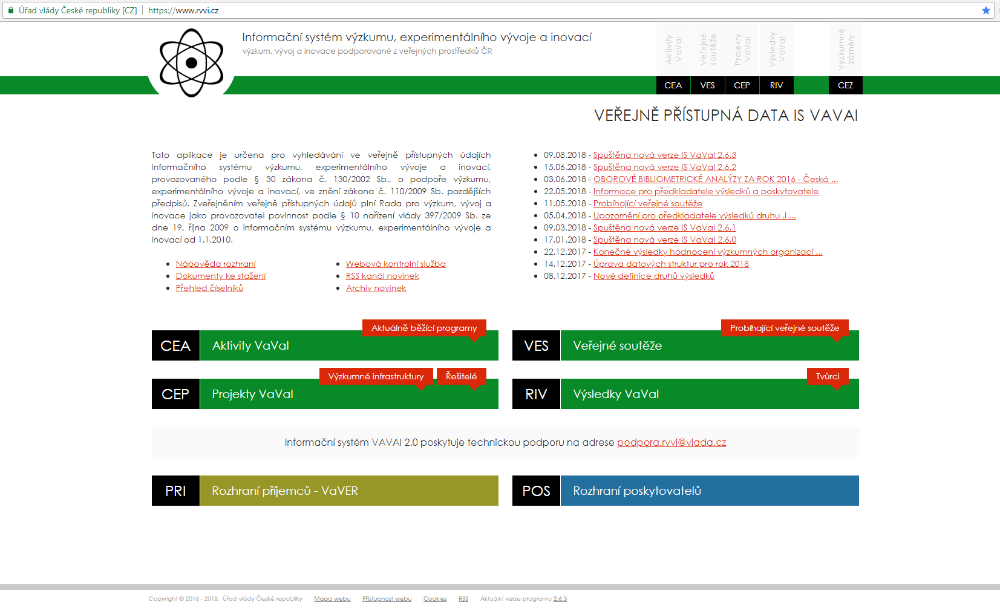 Úřad vlády České republiky [CZ] https://www.rvvi.cz
Informační systém výzkumu, experimentálního vývoje a inovací
výzkum, vývoj a inovace podporované z veřejných prostředků ČR
Aktivity
VaVaI
Veřejné
soutěže
Projekty
VaVaI
Výsledky
VaVaI
Výzkumné
záměry
CEA VES CEP RIV CEZ
VEŘEJNĚ PŘÍSTUPNÁ DATA IS VAVAI
Tato aplikace je určena pro vyhledávání ve veřejně přístupných údajích
Informačního systému výzkumu, experimentálního vývoje a inovací,
provozovaného podle § 30 zákona č. 130/2002 Sb., o podpoře výzkumu,
experimentálního vývoje a inovací, ve znění zákona č. 110/2009 Sb. pozdějších
předpisů. Zveřejněním veřejně přístupných údajů plní Rada pro výzkum, vývoj a
inovace jako provozovatel povinnost podle § 10 nařízení vlády 397/2009 Sb. ze
dne 19. října 2009 o informačním systému výzkumu, experimentálního vývoje a
inovací od 1.1.2010.
Nápověda rozhraní
Dokumenty ke stažení
Přehled číselníků
Webová kontrolní služba
RSS kanál novinek
Archiv novinek
09.08.2018 - Spuštěna nová verze IS VaVaI 2.6.3
15.06.2018 - Spuštěna nová verze IS VaVaI 2.6.2
03.06.2018 - OBOROVÉ BIBLIOMETRICKÉ ANALÝZY ZA ROK 2016 - Česká ...
22.05.2018 - Informace pro předkladatele výsledků a poskytovatele
11.05.2018 - Probíhající veřejné soutěže
05.04.2018 - Upozornění pro předkladatele výsledků druhu J ...
09.03.2018 - Spuštěna nová verze IS VaVaI 2.6.1
17.01.2018 - Spuštěna nová verze IS VaVaI 2.6.0
22.12.2017 - Konečné výsledky hodnocení výzkumných organizací ...
14.12.2017 - Úprava datových struktur pro rok 2018
08.12.2017 - Nové definice druhů výsledků
Aktuálně běžící programy
CEA Aktivity VaVaI
Probíhající veřejné soutěže
VES Veřejné soutěže
Výzkumné infrastruktury Řešitelé
CEP Projekty VaVaI
Tvůrci
RIV Výsledky VaVaI
Informační systém VAVAI 2.0 poskytuje technickou podporu na adrese podpora.rvvi@vlada.cz
PRI Rozhraní příjemců - VaVER
POS Rozhraní poskytovatelů
Copyright © 2016 - 2018, Úřad vlády České republiky Mapa webu Přístupnost webu Cookies RSS Aktuální verze programu 2.6.3